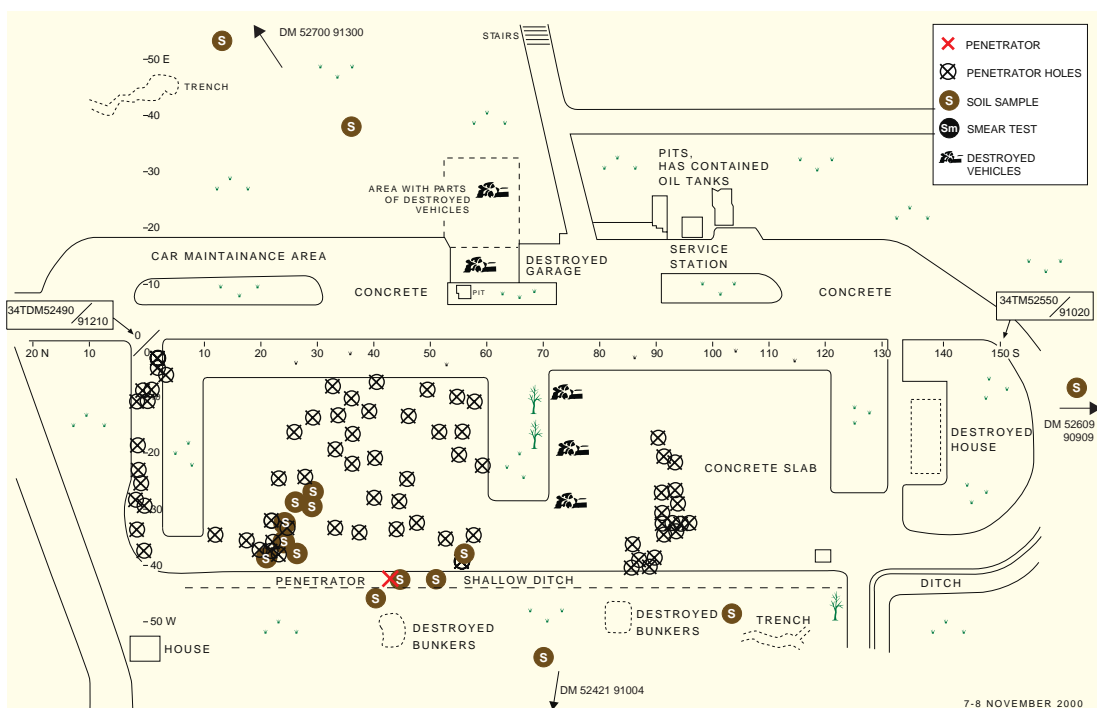 S
DM 52700 91300
STAIRS
PENETRATOR
PENETRATOR HOLES
S SOIL SAMPLE
Sm SMEAR TEST
DESTROYED
VEHICLES
50 E
TRENCH
40
S
30
20
AREA WITH PARTS
OF DESTROYED
VEHICLES
PITS,
HAS CONTAINED
OIL TANKS
CAR MAINTAINANCE AREA
DESTROYED
GARAGE
SERVICE
STATION
10
CONCRETE
PIT
CONCRETE
34TDM52490
91210
34TM52550
91020
0
20 N 10 0 10 20 30 40 50 60 70 80 90 100 110 120 130 140 150 S
S
DM 52609
90909
20
DESTROYED
HOUSE
CONCRETE SLAB
S
S
S
30
S
S
S
S
S
40
PENETRATOR
S
S
SHALLOW DITCH
DITCH
S
S
50 W
DESTROYED
BUNKERS
DESTROYED
BUNKERS
TRENCH
HOUSE
S
DM 52421 91004
7-8 NOVEMBER 2000